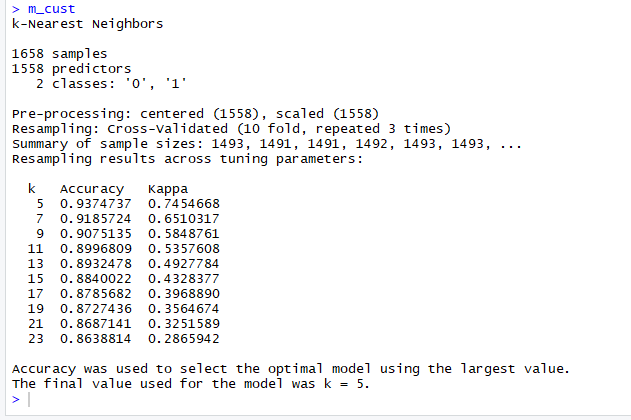 > m_cust
k-Nearest Neighbors
1658 samples
1558 predictors
2 classes: '0', '1'
Pre-processing: centered (1558), scaled (1558)
Resampling: Cross-Validated (10 fold, repeated 3 times)
Summary of sample sizes: 1493, 1491, 1491, 1492, 1493, 1493, ...
Resampling results across tuning parameters:
k Accuracy Kappa
5 0.9374737 0.7454668
7 0.9185724 0.6510317
9 0.9075135 0.5848761
11 0.8996809 0.5357608
13 0.8932478 0.4927784
15 0.8840022 0.4328377
17 0.8785682 0.3968890
19 0.8727436 0.3564674
21 0.8687141 0.3251589
23 0.8638814 0.2865942
Accuracy was used to select the optimal model using the largest value.
The final value used for the model was k = 5.
>